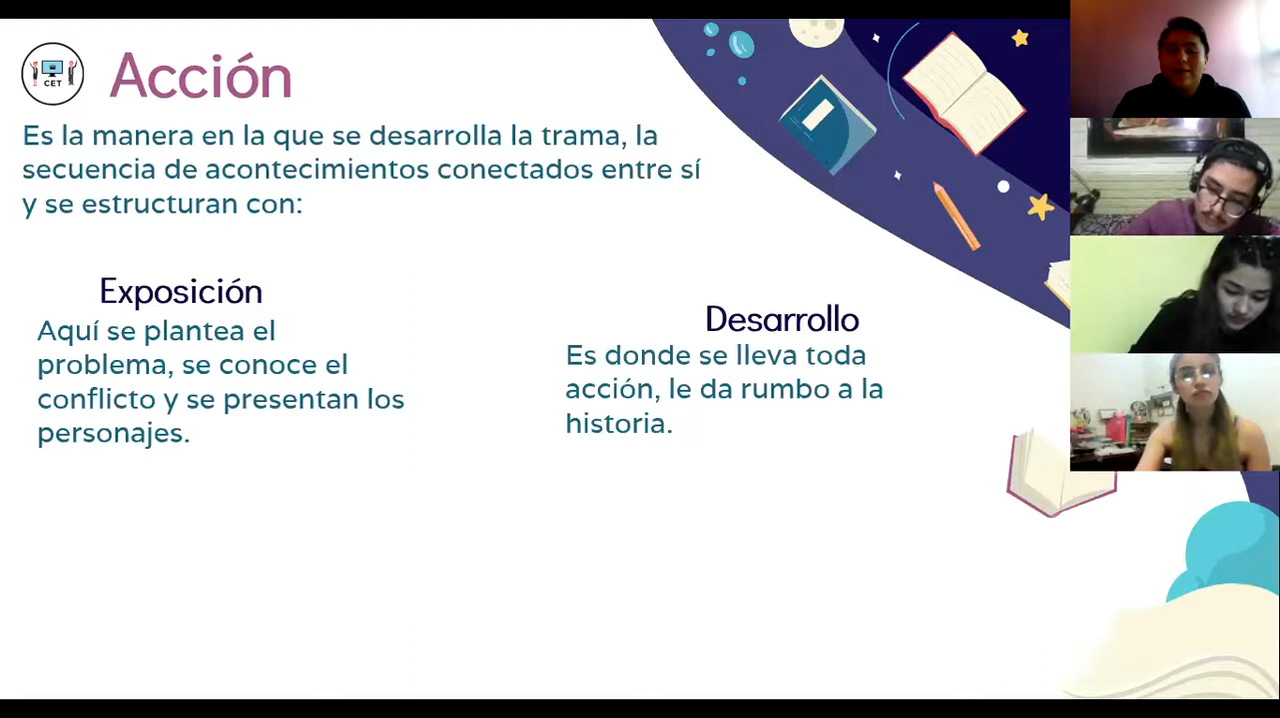 CET
Acción
Es la manera en la que se desarrolla la trama, la
secuencia de acontecimientos conectados entre sí
y se estructuran con:
Exposición
Aquí se plantea el
problema, se conoce el
conflicto y se presentan los
personajes.
Desarrollo
Es donde se lleva toda
acción, le da rumbo a la
historia.